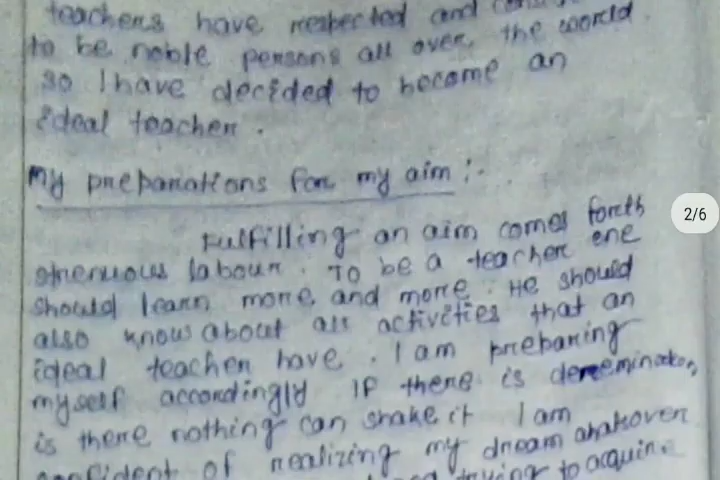 teachers have respected and
to be noble persons all over the world.
so I have decided to become an
ideal teacher.
My preparations for my aim :-
Fulfilling an aim comes forth
strenuous labour. To be a teacher one
should learn more and more. He should
also know about all activities that an
ideal teacher have. I am preparing
myself accordingly If there is
is there nothing can shake it I am
confident of realizing my dream
trying to acquire
2/6